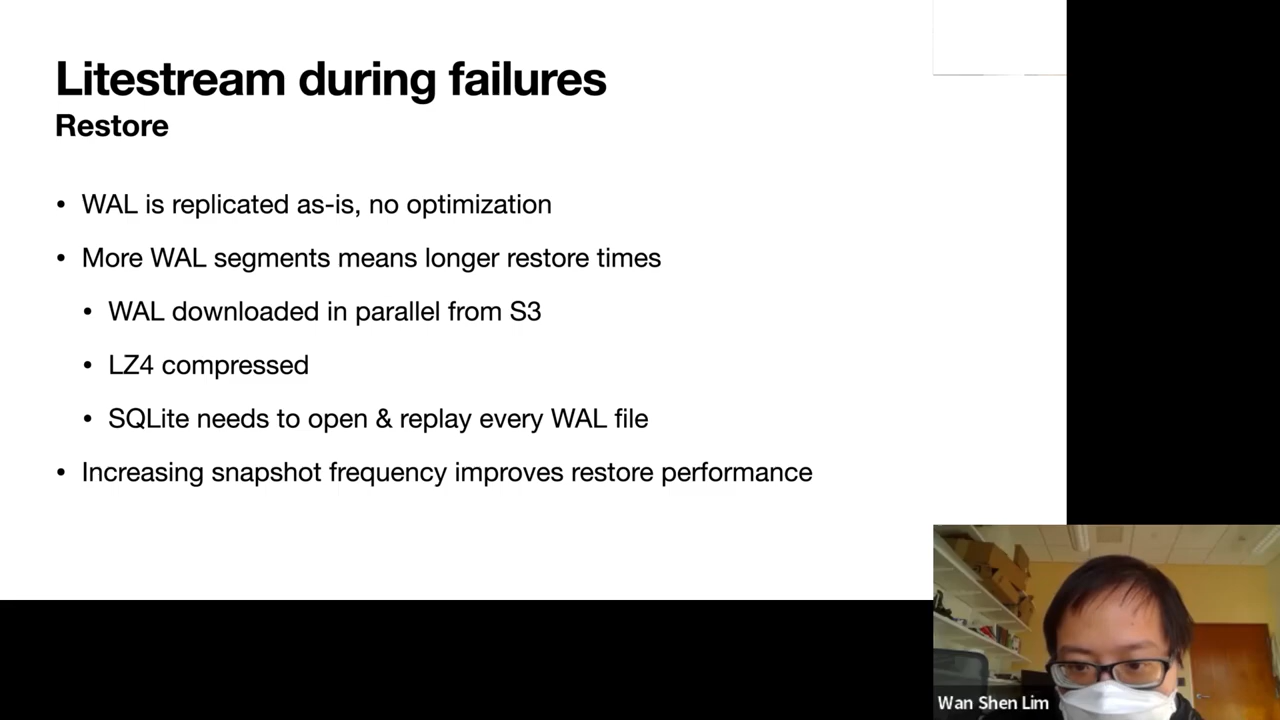 Litestream during failures
Restore
• WAL is replicated as-is, no optimization
• More WAL segments means longer restore times
• WAL downloaded in parallel from S3
• LZ4 compressed
• SQLite needs to open & replay every WAL file
• Increasing snapshot frequency improves restore performance
Wan Shen Lim